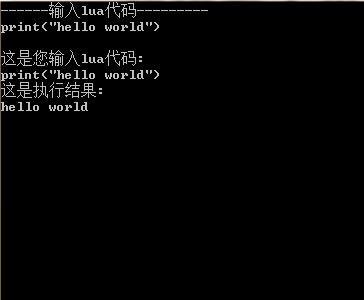 ------输入lua代码---------
print("hello world")
这是您输入lua代码:
print("hello world")
这是执行结果:
hello world